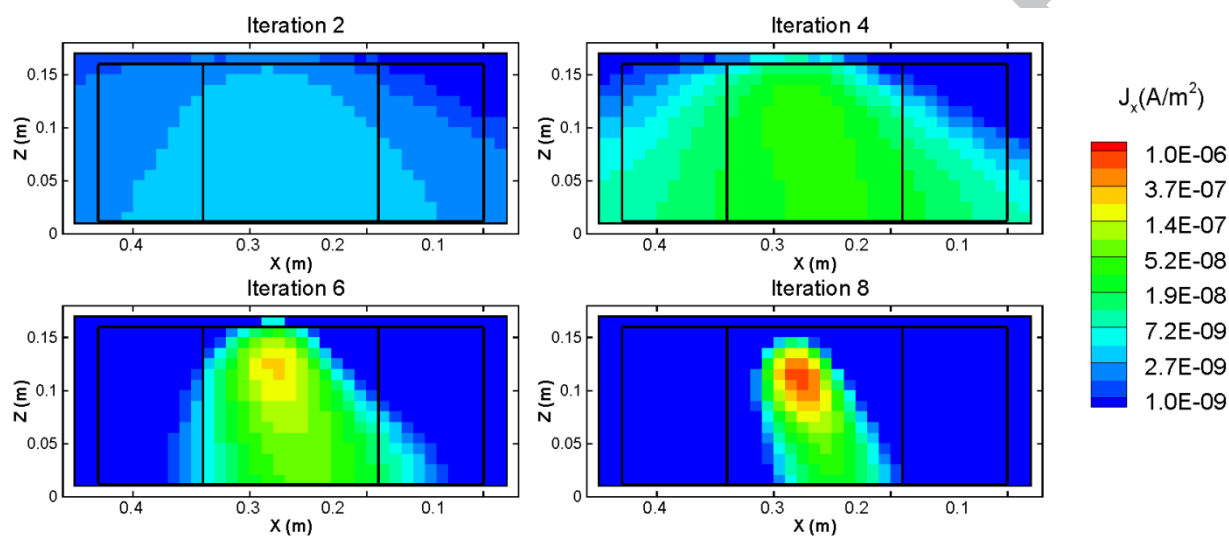 Iteration 2
Iteration 4
0.15
0.1
0.05
0
Z (m)
0.4
0.3
0.2
0.1
X (m)
0.15
0.1
0.05
0
Z (m)
0.4
0.3
0.2
0.1
X (m)
Iteration 6
Iteration 8
0.15
0.1
0.05
0
Z (m)
0.4
0.3
0.2
0.1
X (m)
0.15
0.1
0.05
0
Z (m)
0.4
0.3
0.2
0.1
X (m)
Jₓ(A/m²)
1.0E-06
3.7E-07
1.4E-07
5.2E-08
1.9E-08
7.2E-09
2.7E-09
1.0E-09